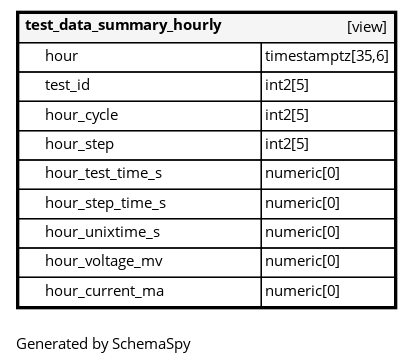 test_data_summary_hourly [view]
hour timestamptz[35,6]
test_id int2[5]
hour_cycle int2[5]
hour_step int2[5]
hour_test_time_s numeric[0]
hour_step_time_s numeric[0]
hour_unixtime_s numeric[0]
hour_voltage_mv numeric[0]
hour_current_ma numeric[0]
Generated by SchemaSpy